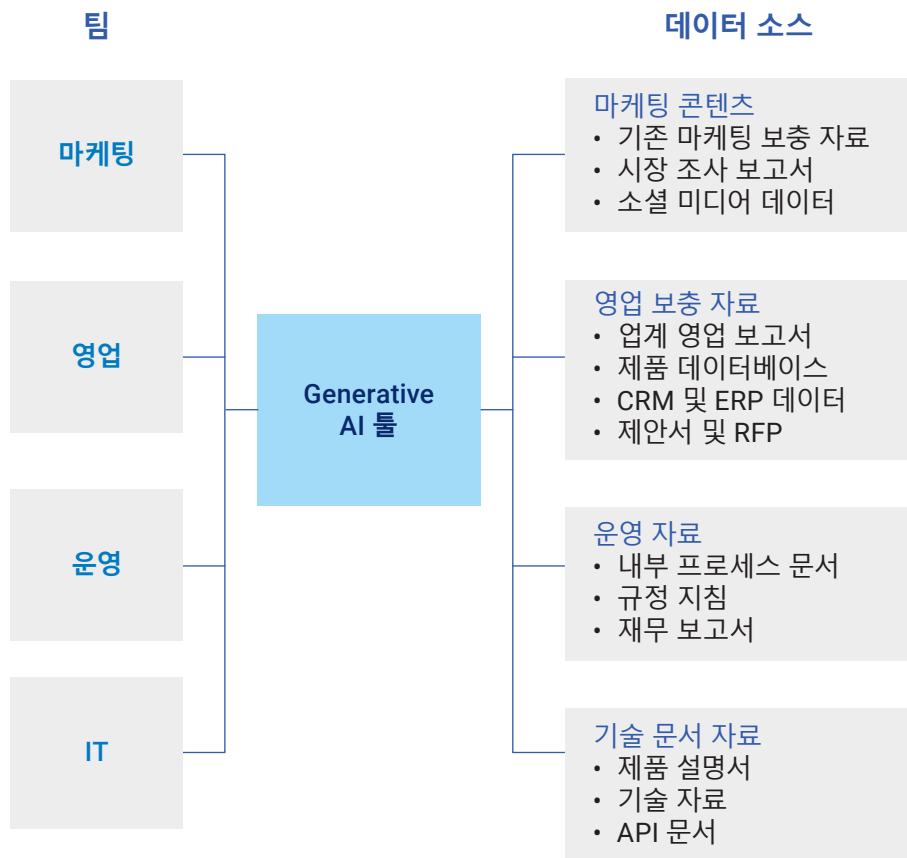 팀
마케팅
영업
운영
IT
Generative
AI 툴
데이터 소스
마케팅 콘텐츠
• 기존 마케팅 보충 자료
• 시장 조사 보고서
• 소셜 미디어 데이터
영업 보충 자료
• 업계 영업 보고서
• 제품 데이터베이스
• CRM 및 ERP 데이터
• 제안서 및 RFP
운영 자료
• 내부 프로세스 문서
• 규정 지침
• 재무 보고서
기술 문서 자료
• 제품 설명서
• 기술 자료
• API 문서